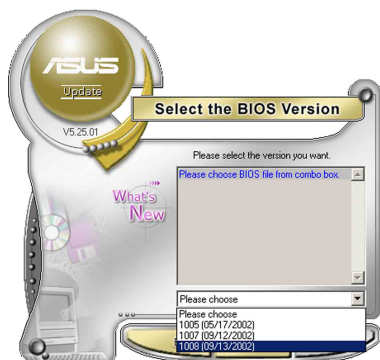 ASUS
Update
V5.25.01
Select the BIOS Version
Please select the version you want.
What's
New
Please choose BIOS file from combo box.
Please choose
Please choose
1005 (05/17/2002)
1007 (09/12/2002)
1008 (09/13/2002)